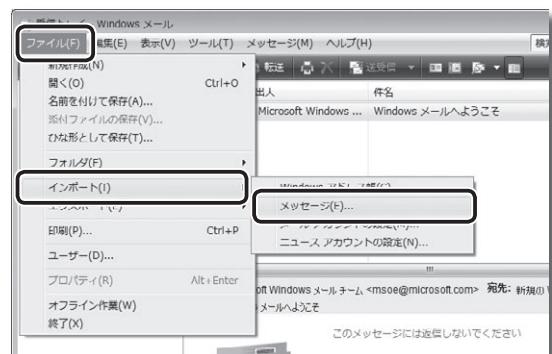 Windows メール
ファイル(F) 編集(E) 表示(V) ツール(T) メッセージ(M) ヘルプ(H)
転送 送受信
新規作成(N)
開く(O) Ctrl+O
名前を付けて保存(A)...
添付ファイルの保存(V)...
ひな形として保存(T)...
フォルダ(F)
インポート(I)
印刷(P)... Ctrl+P
ユーザー(D)...
プロパティ(R) Alt+Enter
オフライン作業(W)
終了(X)
件名
Microsoft Windows ... Windows メールへようこそ
メッセージ(E)...
ニュース アカウントの設定(N)...
Windows メール チーム <msoe@microsoft.com> 宛先: 新規の
メールへようこそ
このメッセージには返信しないでください